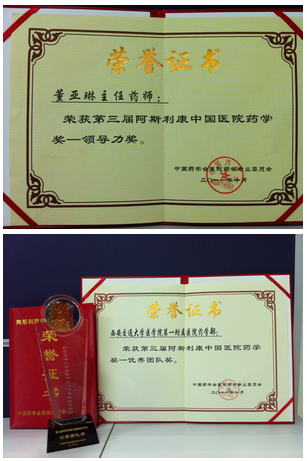 荣誉证书
董亚琳主任药师：
荣获第三届阿斯利康中国医院药学
奖—领导力奖。
中国药学会医院药学专业委员会
荣誉证书
西安交通大学医学院第一附属医院药学部：
荣获第三届阿斯利康中国医院药学
奖—优秀团队奖。
中国药学会医院药学专业委员会
荣誉证书